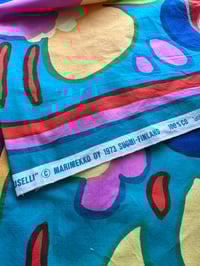 USELLI" © MARIMEKKO OY 1973 SUOMI-FINLAND 100% CO